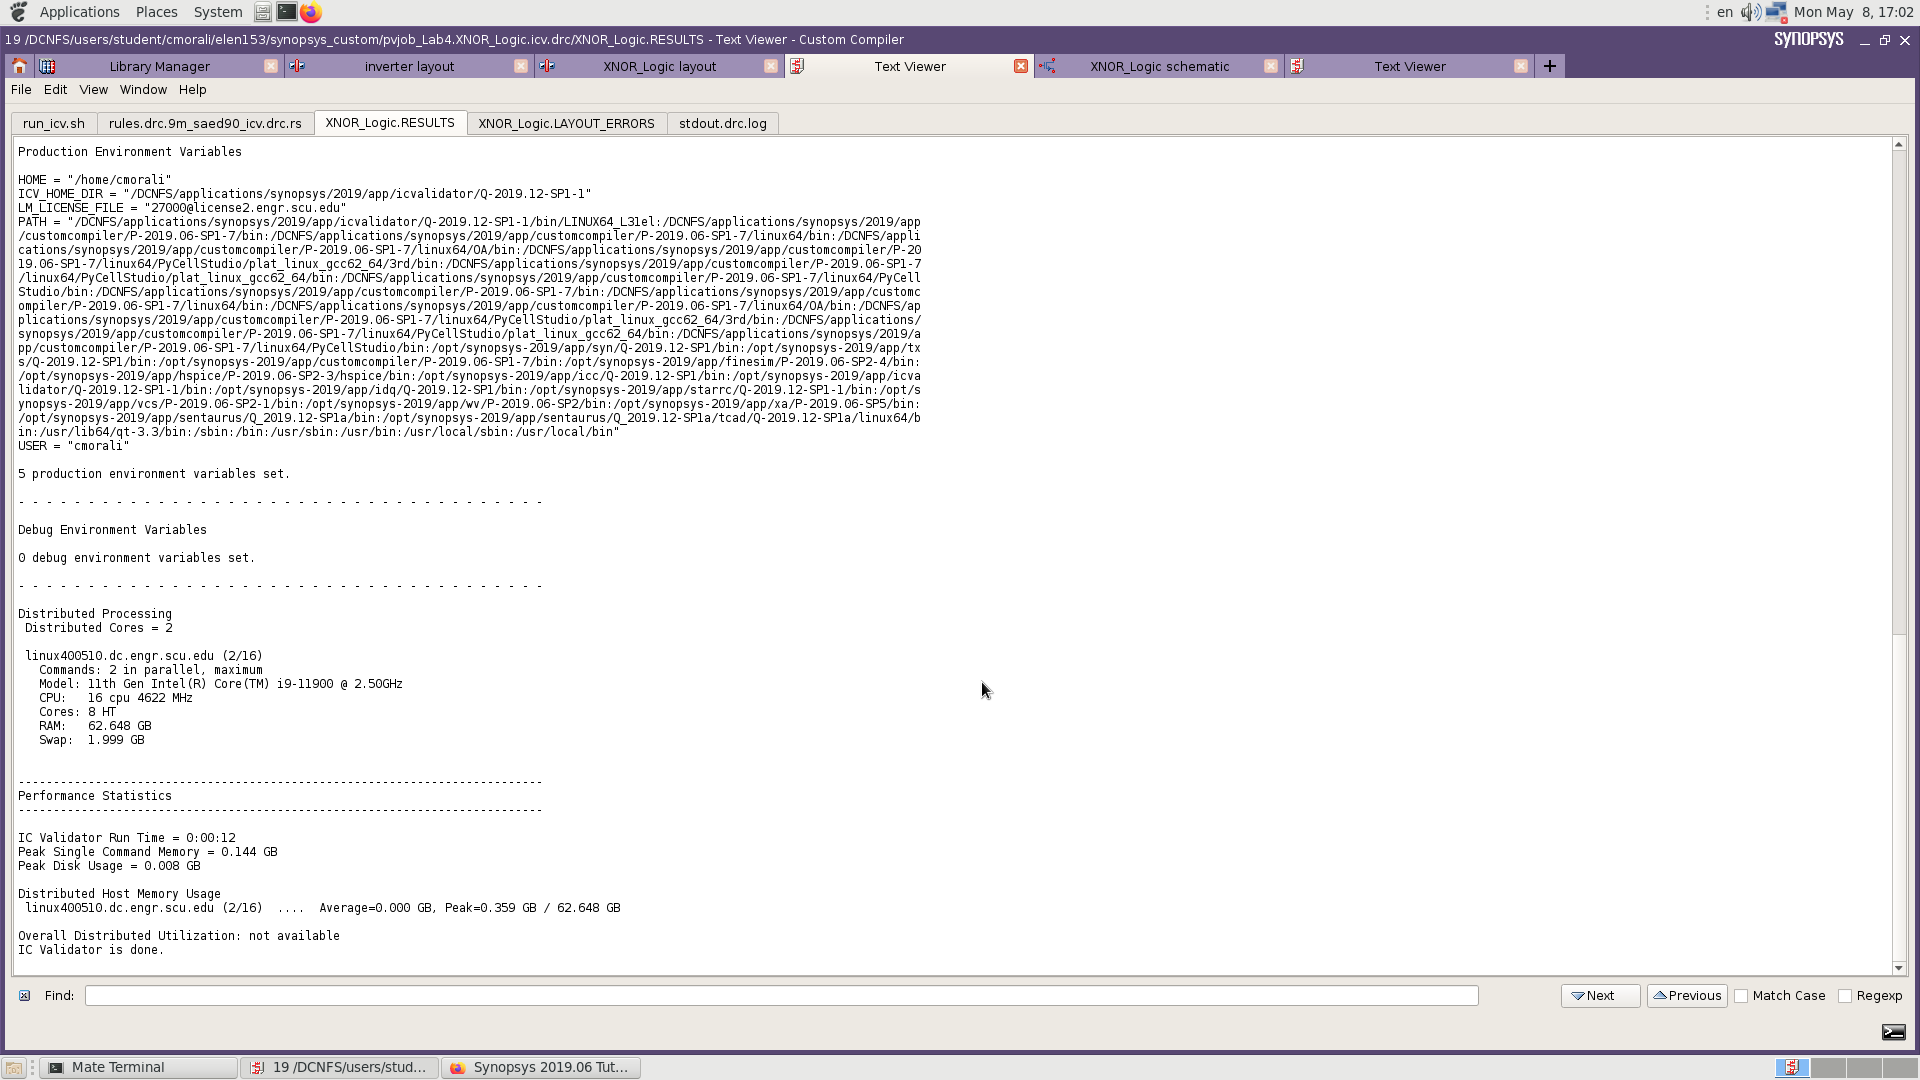 Applications Places System
en Mon May 8, 17:02
19 /DCNFS/users/student/cmorali/elen153/synopsys_custom/pvjob_Lab4.XNOR_Logic.icv.drc/XNOR_Logic.RESULTS - Text Viewer - Custom Compiler
SYNOPSYS
Library Manager inverter layout XNOR_Logic layout Text Viewer XNOR_Logic schematic Text Viewer
File Edit View Window Help
run_icv.sh rules.drc.9m_saed90_icv.drc.rs XNOR_Logic.RESULTS XNOR_Logic.LAYOUT_ERRORS stdout.drc.log
Production Environment Variables
HOME = "/home/cmorali"
ICV_HOME_DIR = "/DCNFS/applications/synopsys/2019/app/icvalidator/Q-2019.12-SP1-1"
LM_LICENSE_FILE = "27000@license2.engr.scu.edu"
PATH = "/DCNFS/applications/synopsys/2019/app/icvalidator/Q-2019.12-SP1-1/bin/LINUX64_L31el:/DCNFS/applications/synopsys/2019/app
/customcompiler/P-2019.06-SP1-7/bin:/DCNFS/applications/synopsys/2019/app/customcompiler/P-2019.06-SP1-7/linux64/bin:/DCNFS/appli
cations/synopsys/2019/app/customcompiler/P-2019.06-SP1-7/linux64/OA/bin:/DCNFS/applications/synopsys/2019/app/customcompiler/P-20
19.06-SP1-7/linux64/PyCellStudio/plat_linux_gcc62_64/3rd/bin:/DCNFS/applications/synopsys/2019/app/customcompiler/P-2019.06-SP1-7
/linux64/PyCellStudio/plat_linux_gcc62_64/bin:/DCNFS/applications/synopsys/2019/app/customcompiler/P-2019.06-SP1-7/linux64/PyCell
Studio/bin:/DCNFS/applications/synopsys/2019/app/customcompiler/P-2019.06-SP1-7/bin:/DCNFS/applications/synopsys/2019/app/customc
ompiler/P-2019.06-SP1-7/linux64/bin:/DCNFS/applications/synopsys/2019/app/customcompiler/P-2019.06-SP1-7/linux64/OA/bin:/DCNFS/ap
plications/synopsys/2019/app/customcompiler/P-2019.06-SP1-7/linux64/PyCellStudio/plat_linux_gcc62_64/3rd/bin:/DCNFS/applications/
synopsys/2019/app/customcompiler/P-2019.06-SP1-7/linux64/PyCellStudio/plat_linux_gcc62_64/bin:/DCNFS/applications/synopsys/2019/a
pp/customcompiler/P-2019.06-SP1-7/linux64/PyCellStudio/bin:/opt/synopsys-2019/app/syn/Q-2019.12-SP1/bin:/opt/synopsys-2019/app/tx
s/Q-2019.12-SP1/bin:/opt/synopsys-2019/app/customcompiler/P-2019.06-SP1-7/bin:/opt/synopsys-2019/app/finesim/P-2019.06-SP2-4/bin:
/opt/synopsys-2019/app/hspice/P-2019.06-SP2-3/hspice/bin:/opt/synopsys-2019/app/icc/Q-2019.12-SP1/bin:/opt/synopsys-2019/app/icva
lidator/Q-2019.12-SP1-1/bin:/opt/synopsys-2019/app/idq/Q-2019.12-SP1/bin:/opt/synopsys-2019/app/starrc/Q-2019.12-SP1-1/bin:/opt/s
ynopsys-2019/app/vcs/P-2019.06-SP2-1/bin:/opt/synopsys-2019/app/wv/P-2019.06-SP2/bin:/opt/synopsys-2019/app/xa/P-2019.06-SP5/bin:
/opt/synopsys-2019/app/sentaurus/Q_2019.12-SP1a/bin:/opt/synopsys-2019/app/sentaurus/Q_2019.12-SP1a/tcad/Q-2019.12-SP1a/linux64/b
in:/usr/lib64/qt-3.3/bin:/sbin:/bin:/usr/sbin:/usr/bin:/usr/local/sbin:/usr/local/bin"
USER = "cmorali"
5 production environment variables set.
- - - - - - - - - - - - - - - - - - - - - - - - - - - - - - - - - - - - - -
Debug Environment Variables
0 debug environment variables set.
- - - - - - - - - - - - - - - - - - - - - - - - - - - - - - - - - - - - - -
Distributed Processing
Distributed Cores = 2
linux400510.dc.engr.scu.edu (2/16)
Commands: 2 in parallel, maximum
Model: 11th Gen Intel(R) Core(TM) i9-11900 @ 2.50GHz
CPU: 16 cpu 4622 MHz
Cores: 8 HT
RAM: 62.648 GB
Swap: 1.999 GB
---------------------------------------------------------------------------
Performance Statistics
---------------------------------------------------------------------------
IC Validator Run Time = 0:00:12
Peak Single Command Memory = 0.144 GB
Peak Disk Usage = 0.008 GB
Distributed Host Memory Usage
linux400510.dc.engr.scu.edu (2/16) .... Average=0.000 GB, Peak=0.359 GB / 62.648 GB
Overall Distributed Utilization: not available
IC Validator is done.
Find: Next Previous Match Case Regexp
Mate Terminal 19 /DCNFS/users/stud... Synopsys 2019.06 Tut...